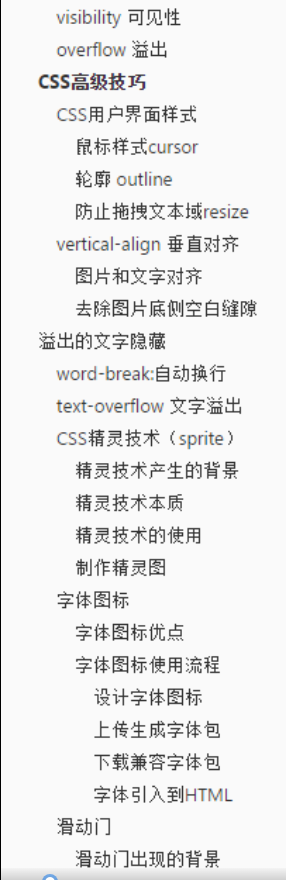 visibility 可见性
overflow 溢出
CSS高级技巧
CSS用户界面样式
鼠标样式cursor
轮廓 outline
防止拖拽文本域resize
vertical-align 垂直对齐
图片和文字对齐
去除图片底侧空白缝隙
溢出的文字隐藏
word-break:自动换行
text-overflow 文字溢出
CSS精灵技术（sprite）
精灵技术产生的背景
精灵技术本质
精灵技术的使用
制作精灵图
字体图标
字体图标优点
字体图标使用流程
设计字体图标
上传生成字体包
下载兼容字体包
字体引入到HTML
滑动门
滑动门出现的背景